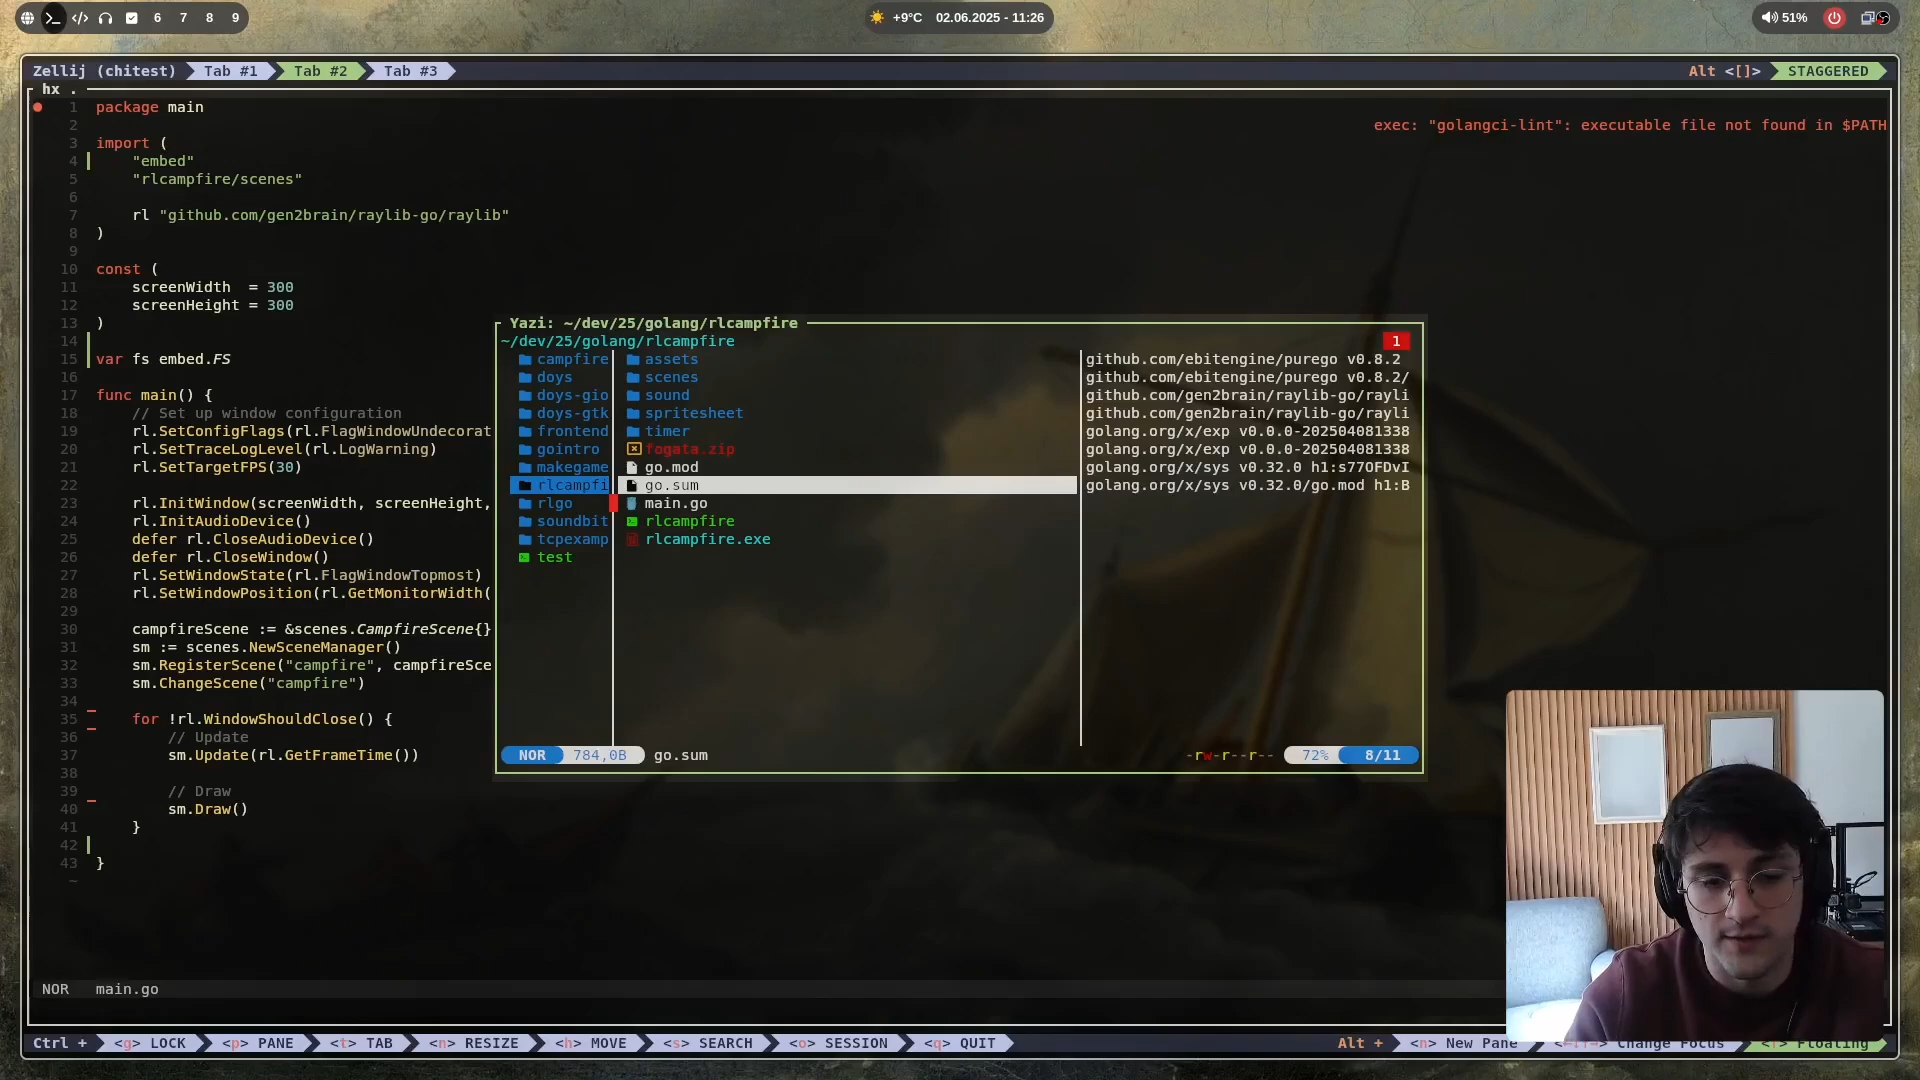 6 7 8 9
+9°C 02.06.2025 - 11:26
51%
Zellij (chitest) Tab #1 Tab #2 Tab #3
Alt <[]> STAGGERED
hx .
1 package main
2
exec: "golangci-lint": executable file not found in $PATH
3 import (
4 "embed"
5 "rlcampfire/scenes"
6
7 rl "github.com/gen2brain/raylib-go/raylib"
8 )
9
10 const (
11 screenWidth = 300
12 screenHeight = 300
13 )
14
15 var fs embed.FS
16
17 func main() {
18 // Set up window configuration
19 rl.SetConfigFlags(rl.FlagWindowUndecorat
20 rl.SetTraceLogLevel(rl.LogWarning)
21 rl.SetTargetFPS(30)
22
23 rl.InitWindow(screenWidth, screenHeight,
24 rl.InitAudioDevice()
25 defer rl.CloseAudioDevice()
26 defer rl.CloseWindow()
27 rl.SetWindowState(rl.FlagWindowTopmost)
28 rl.SetWindowPosition(rl.GetMonitorWidth(
29
30 campfireScene := &scenes.CampfireScene{}
31 sm := scenes.NewSceneManager()
32 sm.RegisterScene("campfire", campfireSce
33 sm.ChangeScene("campfire")
34
35 for !rl.WindowShouldClose() {
36 // Update
37 sm.Update(rl.GetFrameTime())
38
39 // Draw
40 sm.Draw()
41 }
42
43 }
~
Yazi: ~/dev/25/golang/rlcampfire
~/dev/25/golang/rlcampfire
1
campfire
doys
doys-gio
doys-gtk
frontend
gointro
makegame
rlcampfi
rlgo
soundbit
tcpexamp
test
assets
scenes
sound
spritesheet
timer
fogata.zip
go.mod
go.sum
main.go
rlcampfire
rlcampfire.exe
github.com/ebitengine/purego v0.8.2
github.com/ebitengine/purego v0.8.2/
github.com/gen2brain/raylib-go/rayli
github.com/gen2brain/raylib-go/rayli
golang.org/x/exp v0.0.0-202504081338
golang.org/x/exp v0.0.0-202504081338
golang.org/x/sys v0.32.0 h1:s77OFDvI
golang.org/x/sys v0.32.0/go.mod h1:B
NOR 784,0B go.sum
-rw-r--r-- 72% 8/11
NOR main.go
Ctrl + <g> LOCK <p> PANE <t> TAB <n> RESIZE <h> MOVE <s> SEARCH <o> SESSION <q> QUIT
Alt + <n> New Pane Change Focus <f> Floating